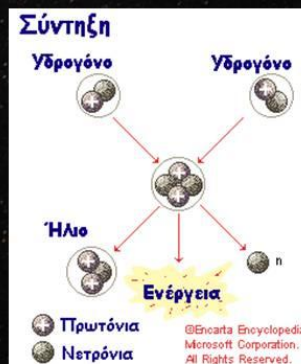 Σύντηξη
Υδρογόνο Υδρογόνο
Ήλιο
n
Ενέργεια
Πρωτόνια
Νετρόνια
©Encarta Encyclopedia
Microsoft Corporation.
All Rights Reserved.